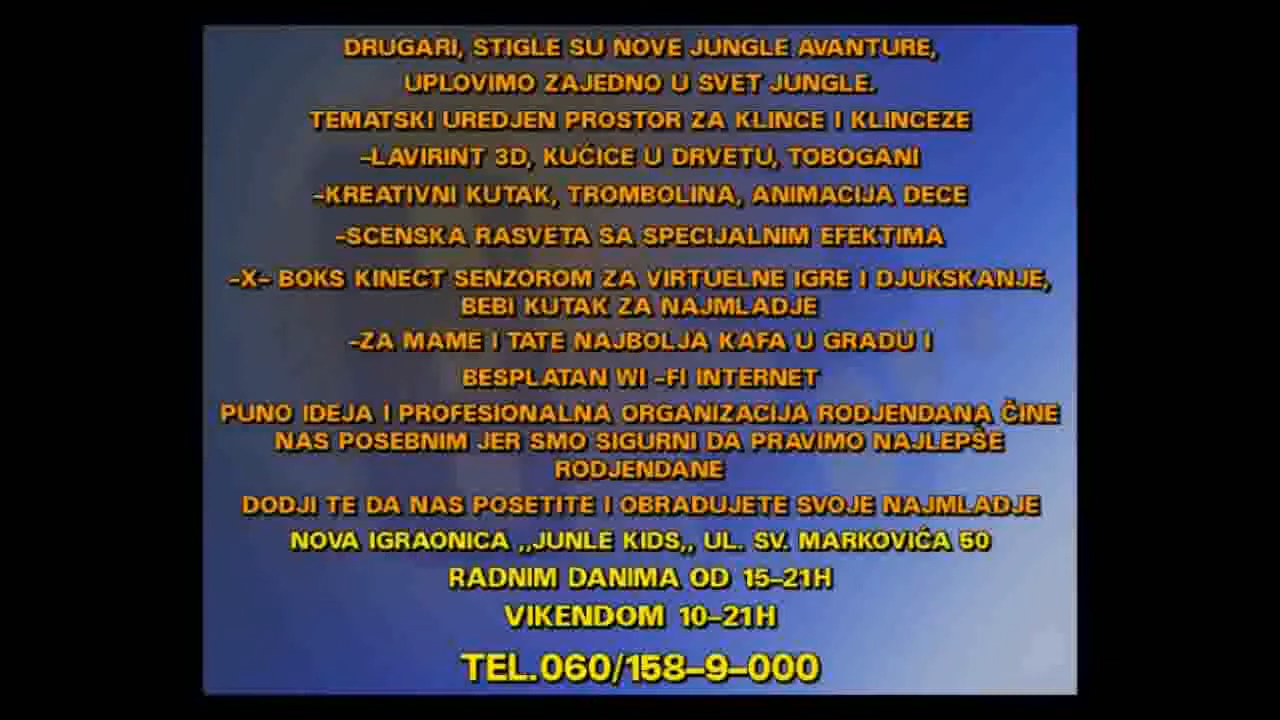 DRUGARI, STIGLE SU NOVE JUNGLE AVANTURE,
UPLOVIMO ZAJEDNO U SVET JUNGLE.
TEMATSKI UREDJEN PROSTOR ZA KLINCE I KLINCEZE
-LAVIRINT 3D, KUĆICE U DRVETU, TOBOGANI
-KREATIVNI KUTAK, TROMBOLINA, ANIMACIJA DECE
-SCENSKA RASVETA SA SPECIJALNIM EFEKTIMA
-X- BOKS KINECT SENZOROM ZA VIRTUELNE IGRE I DJUKSKANJE,
BEBI KUTAK ZA NAJMLADJE
-ZA MAME I TATE NAJBOLJA KAFA U GRADU I
BESPLATAN WI -FI INTERNET
PUNO IDEJA I PROFESIONALNA ORGANIZACIJA RODJENDANA ČINE
NAS POSEBNIM JER SMO SIGURNI DA PRAVIMO NAJLEPŠE
RODJENDANE
DODJI TE DA NAS POSETITE I OBRADUJETE SVOJE NAJMLADJE
NOVA IGRAONICA ,,JUNLE KIDS,, UL. SV. MARKOVIĆA 50
RADNIM DANIMA OD 15-21H
VIKENDOM 10-21H
TEL.060/158-9-000